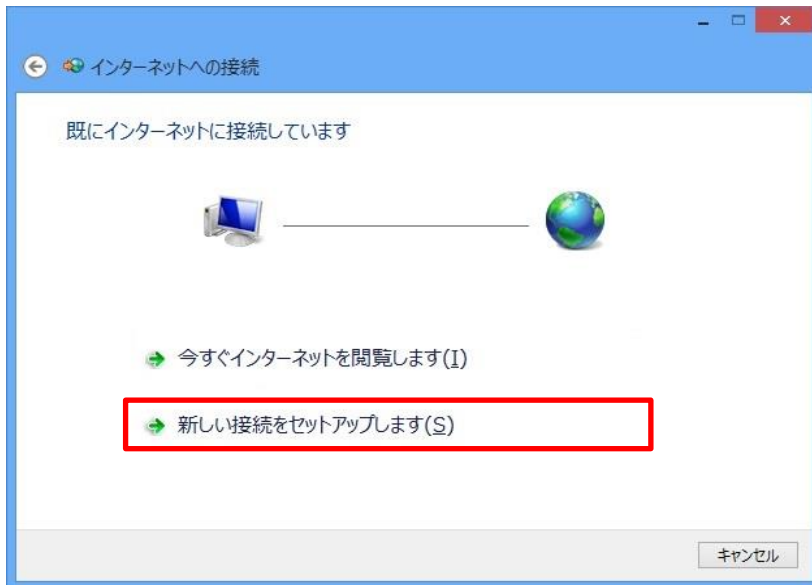 インターネットへの接続
既にインターネットに接続しています
今すぐインターネットを閲覧します(I)
新しい接続をセットアップします(S)
キャンセル